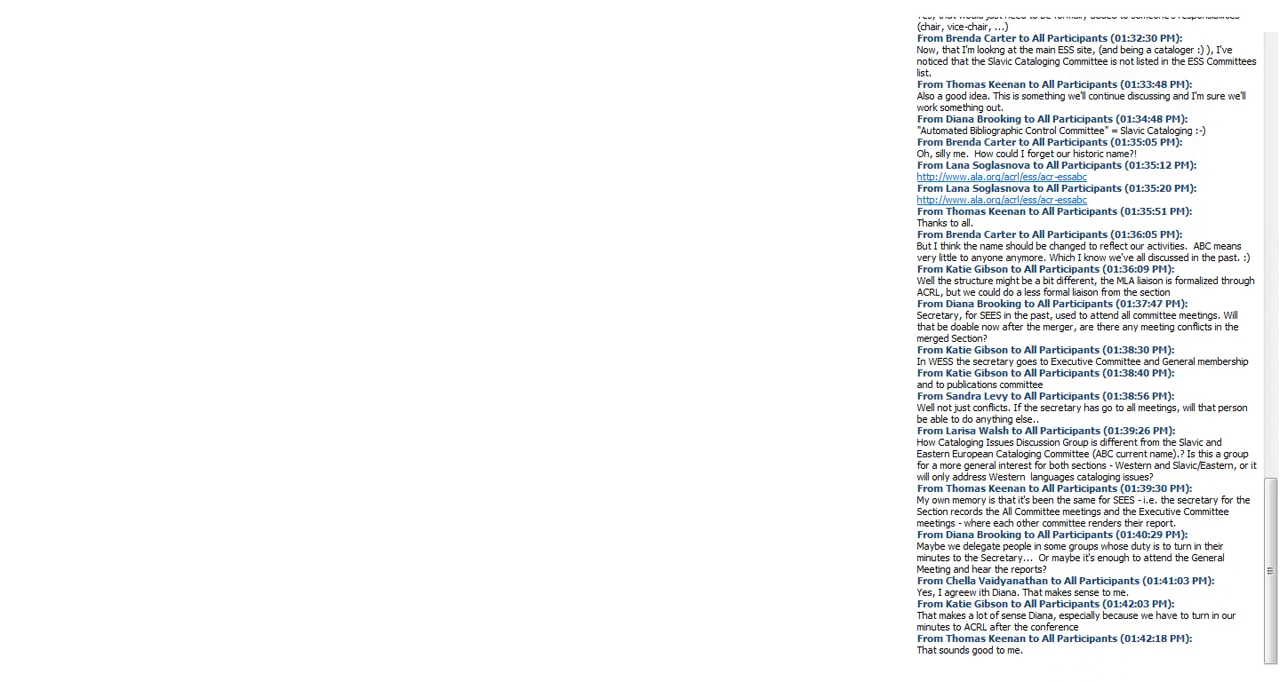 Yes, that would just need to be formally added to someone's responsibilities
(chair, vice-chair, ...)
From Brenda Carter to All Participants (01:32:30 PM):
Now, that I'm lookng at the main ESS site, (and being a cataloger :) ), I've
noticed that the Slavic Cataloging Committee is not listed in the ESS Committees
list.
From Thomas Keenan to All Participants (01:33:48 PM):
Also a good idea. This is something we'll continue discussing and I'm sure we'll
work something out.
From Diana Brooking to All Participants (01:34:48 PM):
"Automated Bibliographic Control Committee" = Slavic Cataloging :-)
From Brenda Carter to All Participants (01:35:05 PM):
Oh, silly me.  How could I forget our historic name?!
From Lana Soglasnova to All Participants (01:35:12 PM):
http://www.ala.org/acrl/ess/acr-essabc
From Lana Soglasnova to All Participants (01:35:20 PM):
http://www.ala.org/acrl/ess/acr-essabc
From Thomas Keenan to All Participants (01:35:51 PM):
Thanks to all.
From Brenda Carter to All Participants (01:36:05 PM):
But I think the name should be changed to reflect our activities.  ABC means
very little to anyone anymore. Which I know we've all discussed in the past. :)
From Katie Gibson to All Participants (01:36:09 PM):
Well the structure might be a bit different, the MLA liaison is formalized through
ACRL, but we could do a less formal liaison from the section
From Diana Brooking to All Participants (01:37:47 PM):
Secretary, for SEES in the past, used to attend all committee meetings. Will
that be doable now after the merger, are there any meeting conflicts in the
merged Section?
From Katie Gibson to All Participants (01:38:30 PM):
In WESS the secretary goes to Executive Committee and General membership
From Katie Gibson to All Participants (01:38:40 PM):
and to publications committee
From Sandra Levy to All Participants (01:38:56 PM):
Well not just conflicts. If the secretary has go to all meetings, will that person
be able to do anything else..
From Larisa Walsh to All Participants (01:39:26 PM):
How Cataloging Issues Discussion Group is different from the Slavic and
Eastern European Cataloging Committee (ABC current name).? Is this a group
for a more general interest for both sections - Western and Slavic/Eastern, or it
will only address Western  languages cataloging issues?
From Thomas Keenan to All Participants (01:39:30 PM):
My own memory is that it's been the same for SEES - i.e. the secretary for the
Section records the All Committee meetings and the Executive Committee
meetings - where each other committee renders their report.
From Diana Brooking to All Participants (01:40:29 PM):
Maybe we delegate people in some groups whose duty is to turn in their
minutes to the Secretary...  Or maybe it's enough to attend the General
Meeting and hear the reports?
From Chella Vaidyanathan to All Participants (01:41:03 PM):
Yes, I agreew ith Diana. That makes sense to me.
From Katie Gibson to All Participants (01:42:03 PM):
That makes a lot of sense Diana, especially because we have to turn in our
minutes to ACRL after the conference
From Thomas Keenan to All Participants (01:42:18 PM):
That sounds good to me.